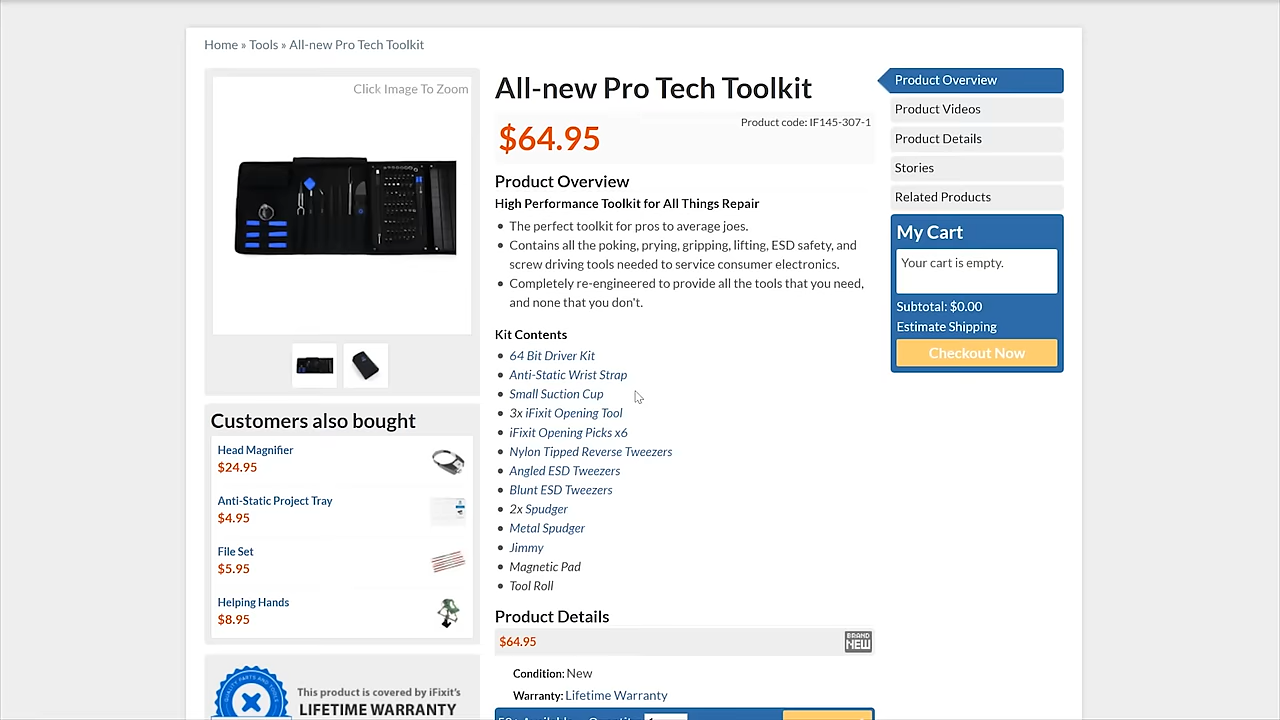 Home » Tools » All-new Pro Tech Toolkit
Click Image To Zoom
Customers also bought
Head Magnifier
$24.95
Anti-Static Project Tray
$4.95
File Set
$5.95
Helping Hands
$8.95
This product is covered by iFixit's
LIFETIME WARRANTY
All-new Pro Tech Toolkit
Product code: IF145-307-1
$64.95
Product Overview
High Performance Toolkit for All Things Repair
The perfect toolkit for pros to average joes.
Contains all the poking, prying, gripping, lifting, ESD safety, and
screw driving tools needed to service consumer electronics.
Completely re-engineered to provide all the tools that you need,
and none that you don't.
Kit Contents
64 Bit Driver Kit
Anti-Static Wrist Strap
Small Suction Cup
3x iFixit Opening Tool
iFixit Opening Picks x6
Nylon Tipped Reverse Tweezers
Angled ESD Tweezers
Blunt ESD Tweezers
2x Spudger
Metal Spudger
Jimmy
Magnetic Pad
Tool Roll
Product Details
$64.95
BRAND
NEW
Condition: New
Warranty: Lifetime Warranty
Product Overview
Product Videos
Product Details
Stories
Related Products
My Cart
Your cart is empty.
Subtotal: $0.00
Estimate Shipping
Checkout Now